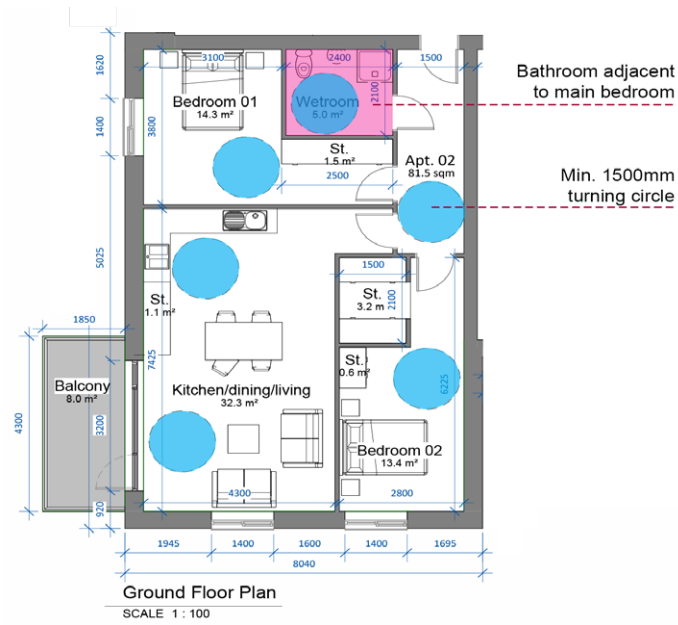 3100
2400
1500
1620
Bathroom adjacent
to main bedroom
Bedroom 01
14.3 m²
Wetroom
5.0 m²
2100
1400
3800
St.
1.5 m²
Apt. 02
81.5 sqm
2500
Min. 1500mm
turning circle
5025
1500
St.
1.1 m²
St.
3.2 m
2100
1850
7425
St.
0.6 m²
6225
Balcony
8.0 m²
Kitchen/dining/living
32.3 m²
4300
3200
Bedroom 02
13.4 m²
4300
2800
920
1945
1400
1600
1400
1695
8040
Ground Floor Plan
SCALE 1 : 100